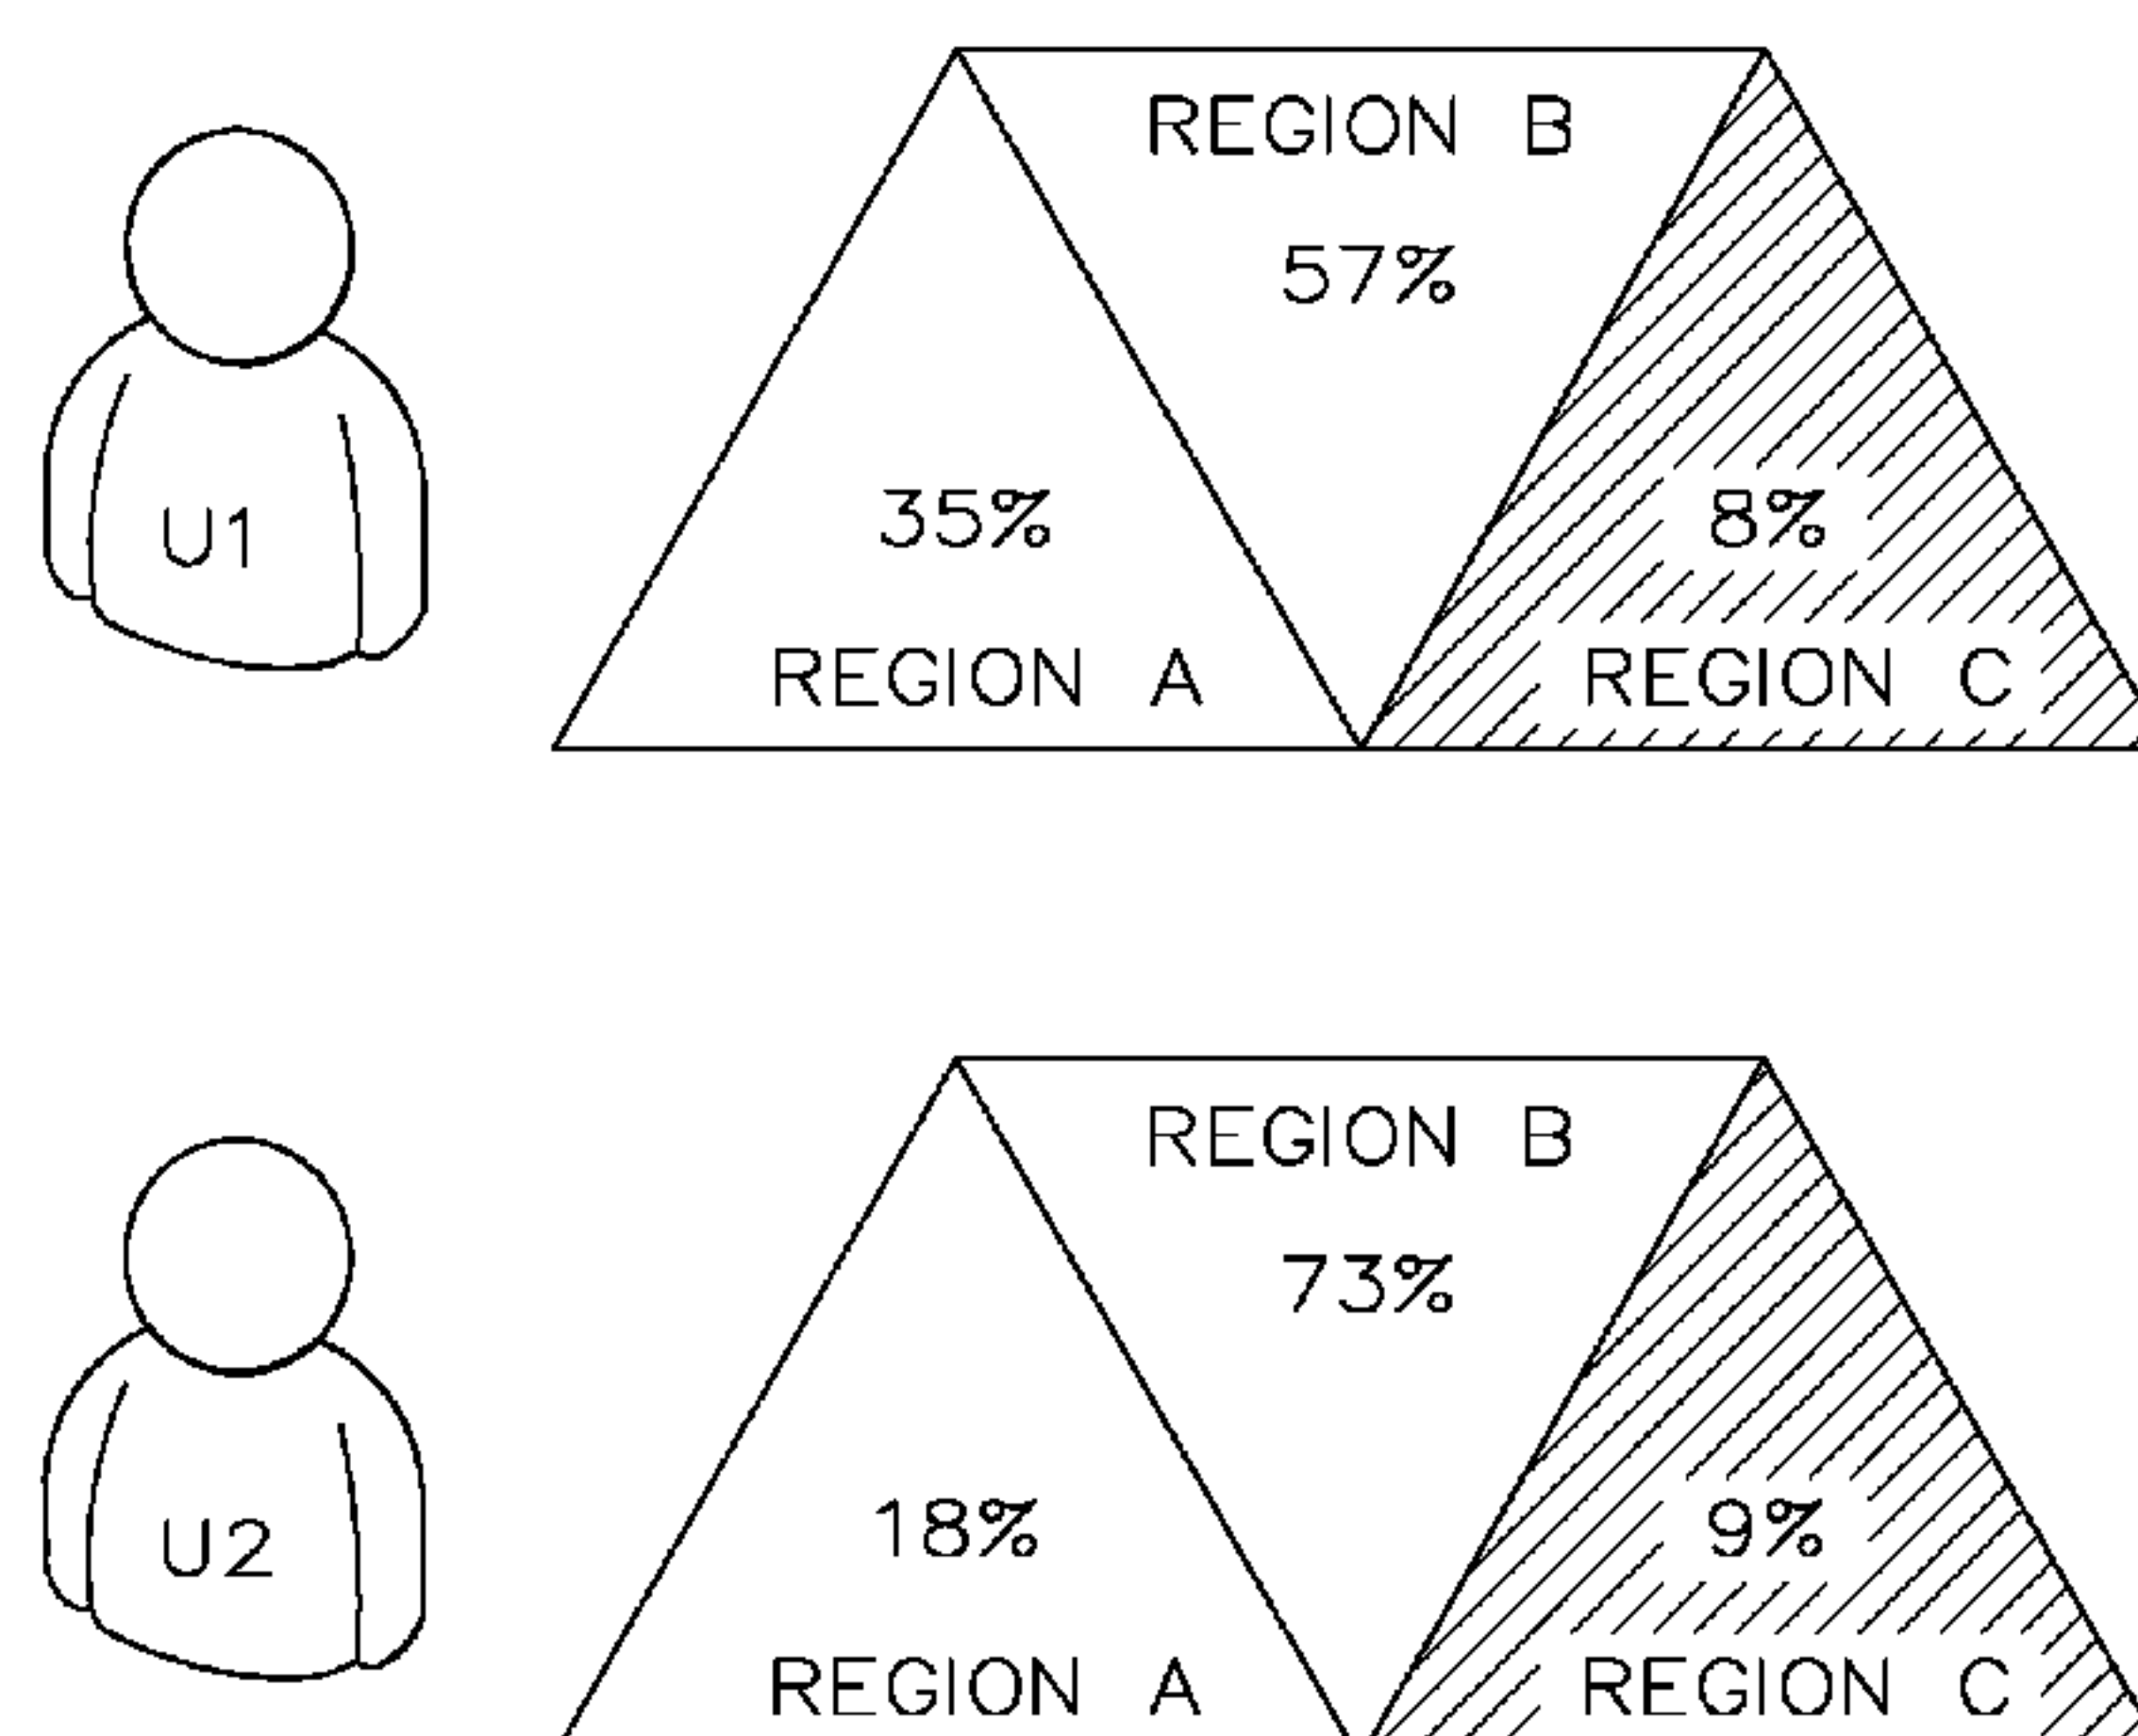 REGION B
57%
U1
35%
8%
REGION A
REGION C
REGION B
73%
U2
18%
9%
REGION A
REGION C